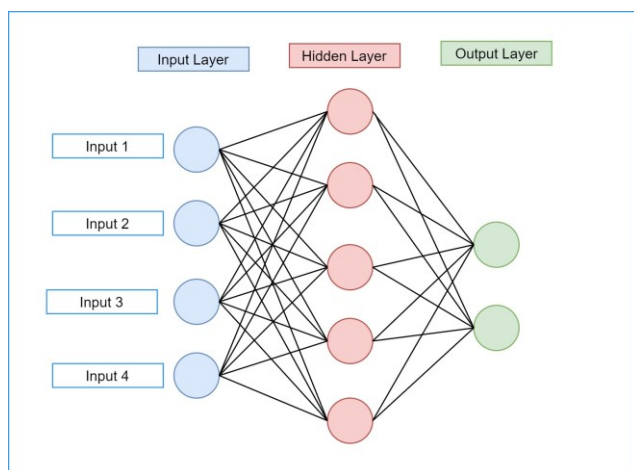 Input Layer
Hidden Layer
Output Layer
Input 1
Input 2
Input 3
Input 4